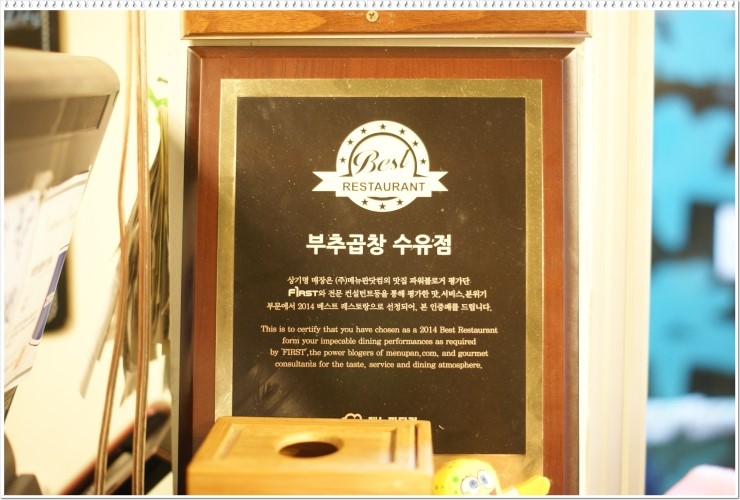 Best
RESTAURANT
부추곱창 수유점
상기명 매장은 (주)메뉴판닷컴의 맛집 파워블로거 평가단
FIRST와 전문 컨설턴트등을 통해 평가한 맛,서비스,분위기
부문에서 2014 베스트 레스토랑으로 선정되어, 본 인증패를 드립니다.
This is to certify that you have chosen as a 2014 Best Restaurant
form your impecable dining performances as required
by 'FIRST',the power blogers of menupan.com, and gourmet
consultants for the taste, service and dining atmosphere.